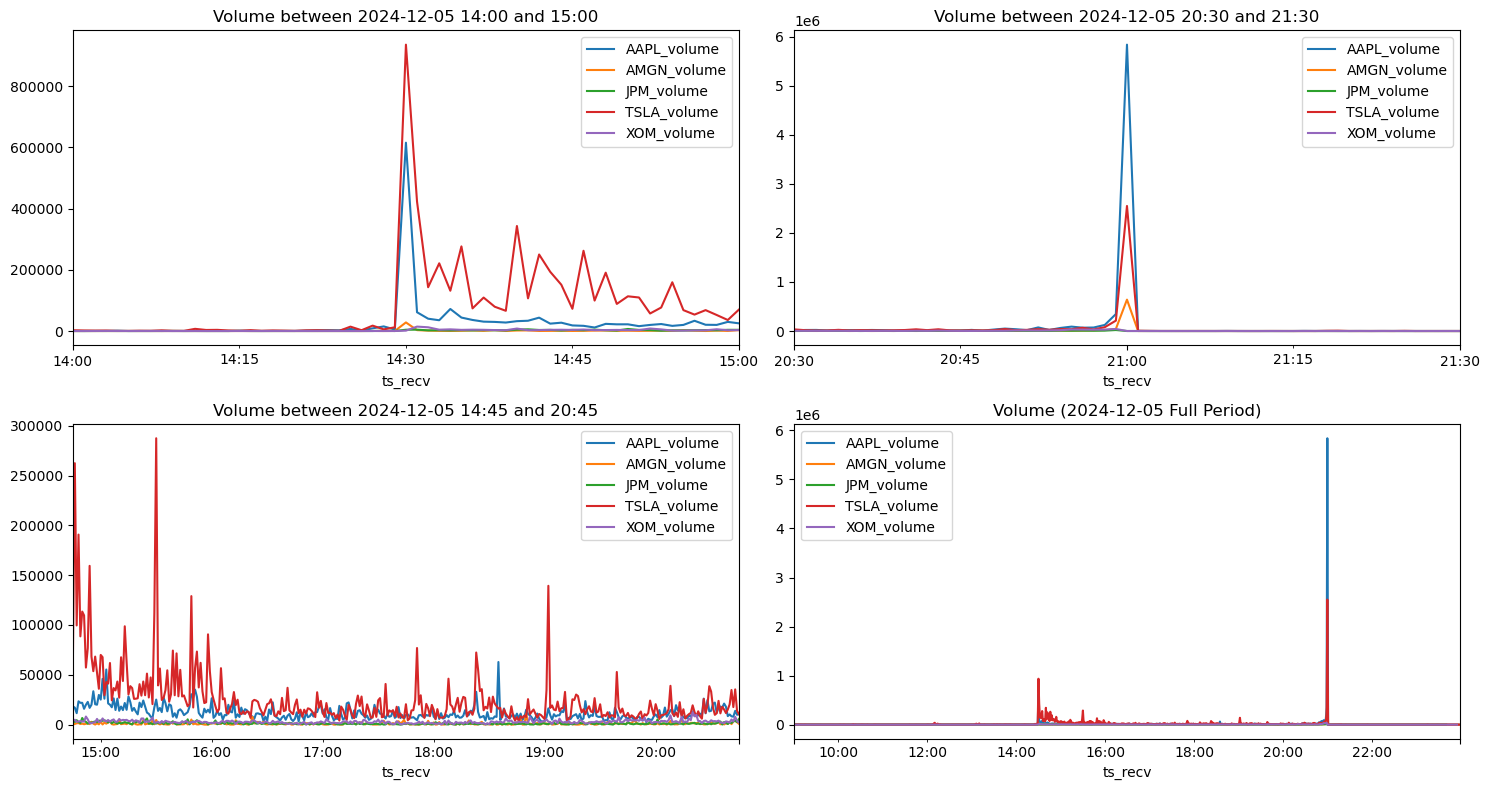 Volume between 2024-12-05 14:00 and 15:00
800000
600000
400000
200000
0
14:00 14:15 14:30 14:45 15:00
ts_recv
AAPL_volume
AMGN_volume
JPM_volume
TSLA_volume
XOM_volume
Volume between 2024-12-05 20:30 and 21:30
1e6
6
5
4
3
2
1
0
20:30 20:45 21:00 21:15 21:30
ts_recv
AAPL_volume
AMGN_volume
JPM_volume
TSLA_volume
XOM_volume
Volume between 2024-12-05 14:45 and 20:45
300000
250000
200000
150000
100000
50000
0
15:00 16:00 17:00 18:00 19:00 20:00
ts_recv
AAPL_volume
AMGN_volume
JPM_volume
TSLA_volume
XOM_volume
Volume (2024-12-05 Full Period)
1e6
6
5
4
3
2
1
0
10:00 12:00 14:00 16:00 18:00 20:00 22:00
ts_recv
AAPL_volume
AMGN_volume
JPM_volume
TSLA_volume
XOM_volume